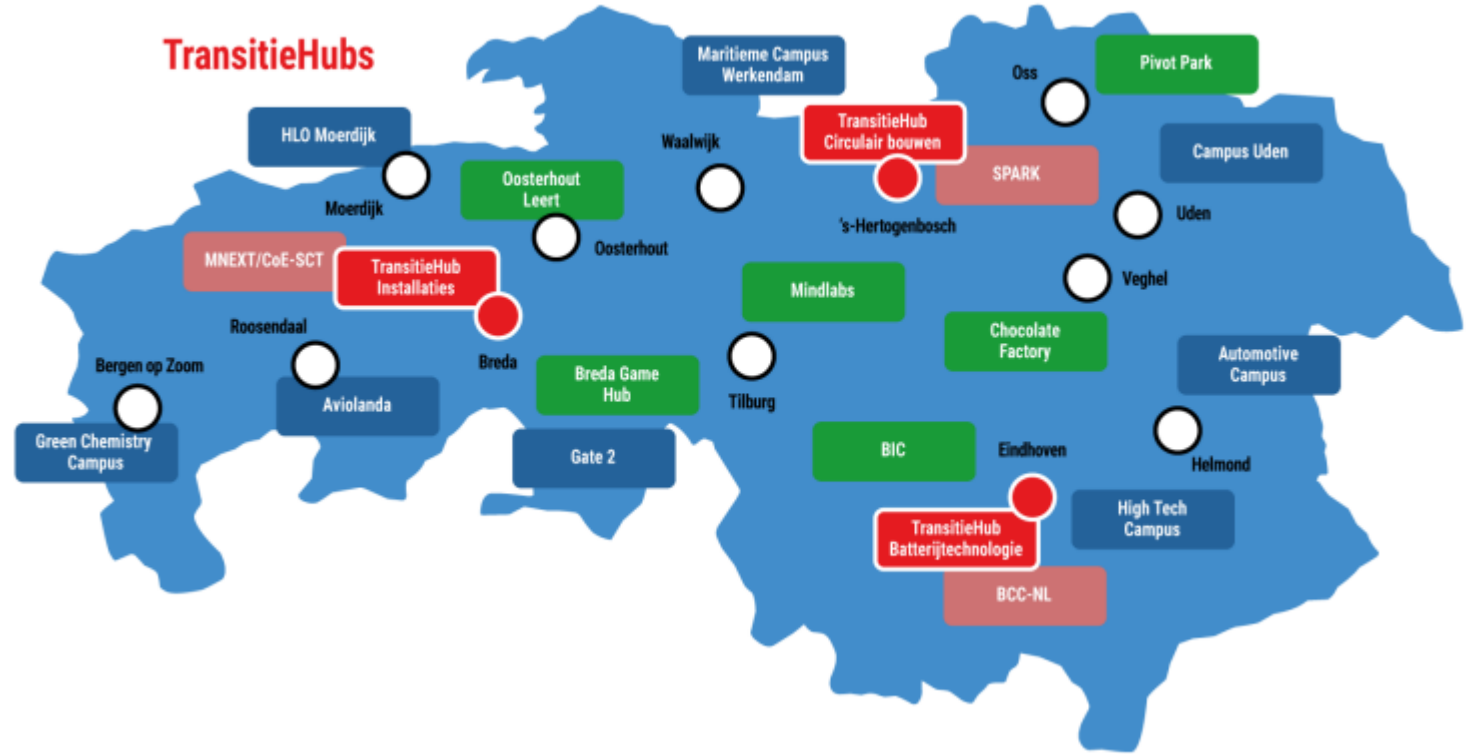 TransitieHubs
Maritieme Campus
Werkendam
Oss
Pivot Park
HLO Moerdijk
TransitieHub
Circulair bouwen
Waalwijk
Campus Uden
Oosterhout
Leert
SPARK
Moerdijk
Uden
's-Hertogenbosch
Oosterhout
MNEXT/CoE-SCT
TransitieHub
Installaties
Mindlabs
Veghel
Roosendaal
Chocolate
Factory
Bergen op Zoom
Breda
Automotive
Campus
Breda Game
Hub
Aviolanda
Tilburg
Green Chemistry
Campus
Gate 2
BIC
Eindhoven
Helmond
High Tech
Campus
TransitieHub
Batterijtechnologie
BCC-NL